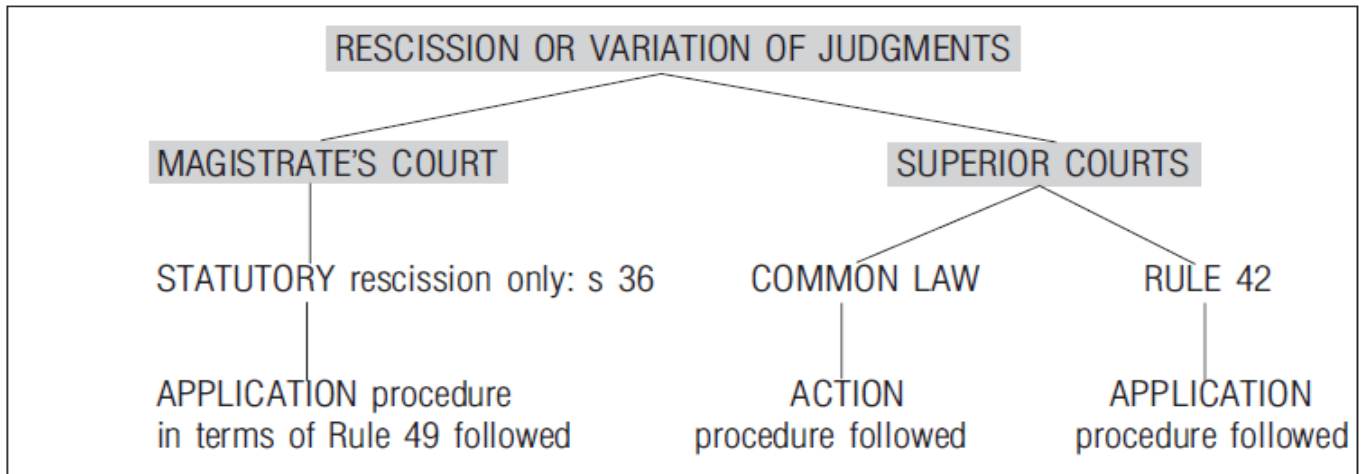 RESCISSION OR VARIATION OF JUDGMENTS
MAGISTRATE'S COURT
SUPERIOR COURTS
STATUTORY rescission only: s 36
COMMON LAW
RULE 42
APPLICATION procedure
in terms of Rule 49 followed
ACTION
procedure followed
APPLICATION
procedure followed